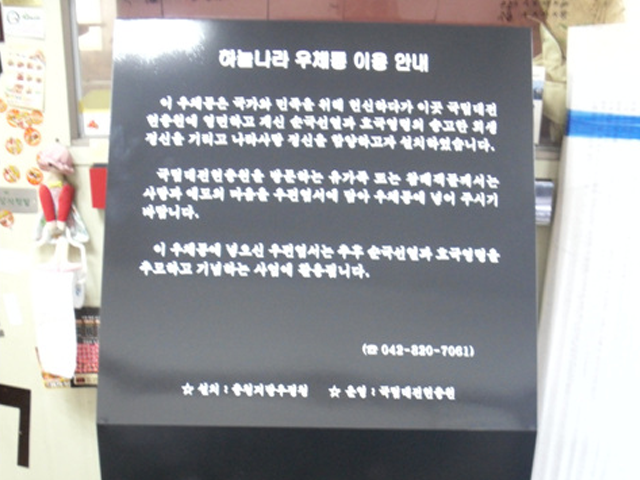 하늘나라 우체통 이용 안내
이 우체통은 국가와 민족을 위해 헌신하다가 이곳 국립대전
현충원에 영면하고 계신 순국선열과 호국영령의 숭고한 희생
정신을 기리고 나라사랑 정신을 함양하고자 설치하였습니다.
국립대전현충원을 방문하는 유가족 또는 참배객들께서는
사랑과 애모의 마음을 우편엽서에 담아 우체통에 넣어 주시기
바랍니다.
이 우체통에 넣으신 우편엽서는 추후 순국선열과 호국영령을
추모하고 기념하는 사업에 활용됩니다.
(☎ 042-820-7061)
☆ 설치 : 충청지방우정청 ☆ 운영 : 국립대전현충원